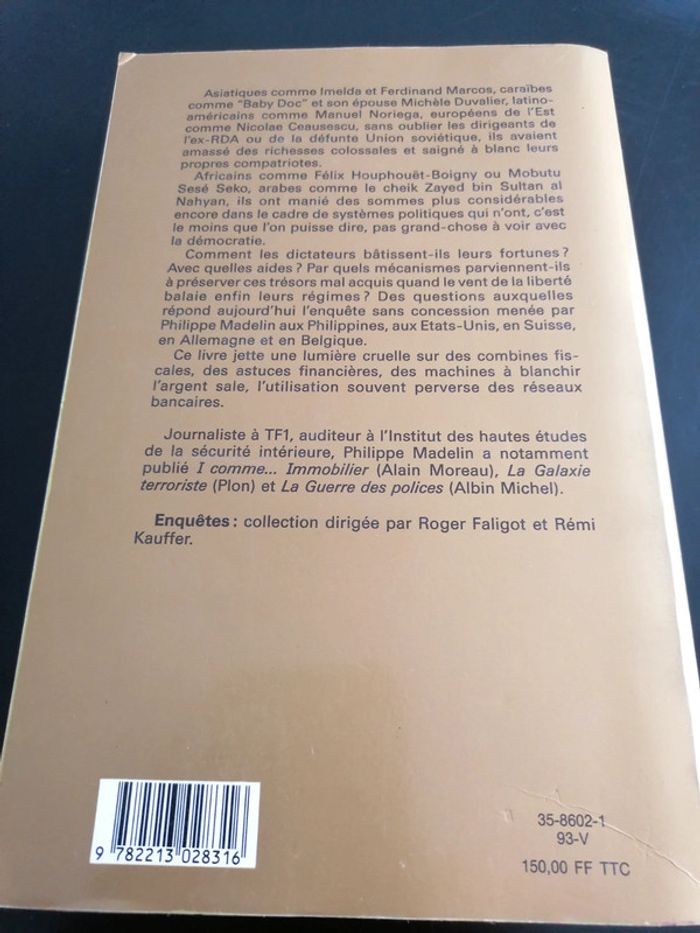 Asiatiques comme Imelda et Ferdinand Marcos, caraïbes
comme "Baby Doc" et son épouse Michèle Duvalier, latino-
américains comme Manuel Noriega, européens de l'Est
comme Nicolae Ceausescu, sans oublier les dirigeants de
l'ex-RDA ou de la défunte Union soviétique, ils avaient
amassé des richesses colossales et saigné à blanc leurs
propres compatriotes.
Africains comme Félix Houphouët-Boigny ou Mobutu
Sesé Seko, arabes comme le cheik Zayed bin Sultan al
Nahyan, ils ont manié des sommes plus considérables
encore dans le cadre de systèmes politiques qui n'ont, c'est
le moins que l'on puisse dire, pas grand-chose à voir avec
la démocratie.
Comment les dictateurs bâtissent-ils leurs fortunes ?
Avec quelles aides ? Par quels mécanismes parviennent-ils
à préserver ces trésors mal acquis quand le vent de la liberté
balaie enfin leurs régimes ? Des questions auxquelles
répond aujourd'hui l'enquête sans concession menée par
Philippe Madelin aux Philippines, aux Etats-Unis, en Suisse,
en Allemagne et en Belgique.
Ce livre jette une lumière cruelle sur des combines fis-
cales, des astuces financières, des machines à blanchir
l'argent sale, l'utilisation souvent perverse des réseaux
bancaires.
Journaliste à TF1, auditeur à l'Institut des hautes études
de la sécurité intérieure, Philippe Madelin a notamment
publié I comme... Immobilier (Alain Moreau), La Galaxie
terroriste (Plon) et La Guerre des polices (Albin Michel).
Enquêtes : collection dirigée par Roger Faligot et Rémi
Kauffer.
9 782213 028316
35-8602-1
93-V
150,00 FF TTC